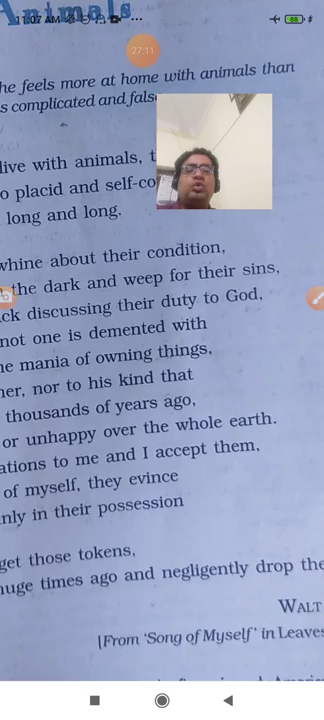 Animals
11:07 AM
27:11
he feels more at home with animals than
s complicated and fals
live with animals, t
o placid and self-co
long and long.
whine about their condition,
the dark and weep for their sins,
ck discussing their duty to God,
not one is demented with
e mania of owning things,
er, nor to his kind that
thousands of years ago,
or unhappy over the whole earth.
ations to me and I accept them,
of myself, they evince
nly in their possession
get those tokens,
huge times ago and negligently drop the
WALT
[From 'Song of Myself' in Leaves